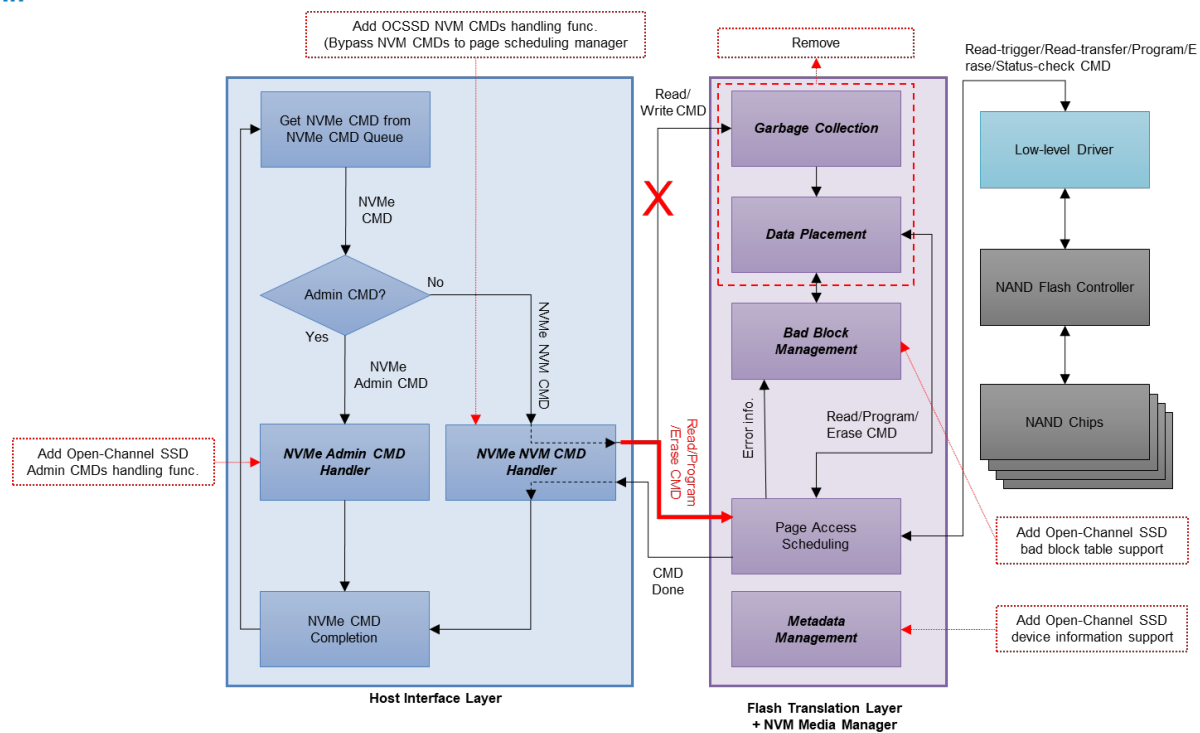 Add OCSSD NVM CMDs handling func.
(Bypass NVM CMDs to page scheduling manager
Remove
Read-trigger/Read-transfer/Program/E
rase/Status-check CMD
Get NVMe CMD from
NVMe CMD Queue
Read/
Write CMD
Garbage Collection
Low-level Driver
NVMe
CMD
X
Data Placement
Admin CMD?
No
Yes
NAND Flash Controller
NVMe NVM CMD
Bad Block
Management
NVMe
Admin CMD
Error info.
Read/Program/
Erase CMD
NAND Chips
Add Open-Channel SSD
Admin CMDs handling func.
NVMe Admin CMD
Handler
NVMe NVM CMD
Handler
Read/Program
/Erase CMD
Page Access
Scheduling
Add Open-Channel SSD
bad block table support
CMD
Done
NVMe CMD
Completion
Metadata
Management
Add Open-Channel SSD
device information support
Host Interface Layer
Flash Translation Layer
+ NVM Media Manager